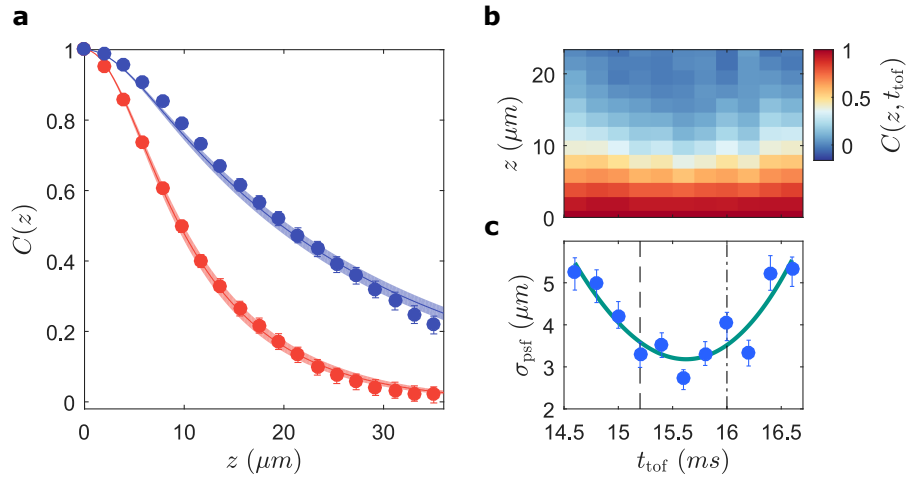 a
1
0.8
0.6
0.4
0.2
0
C(z)
0
10
20
30
z (μm)
b
20
10
0
z (μm)
1
0.5
0
C(z, t_tof)
c
5
4
3
2
σ_psf (μm)
14.5
15
15.5
16
16.5
t_tof (ms)